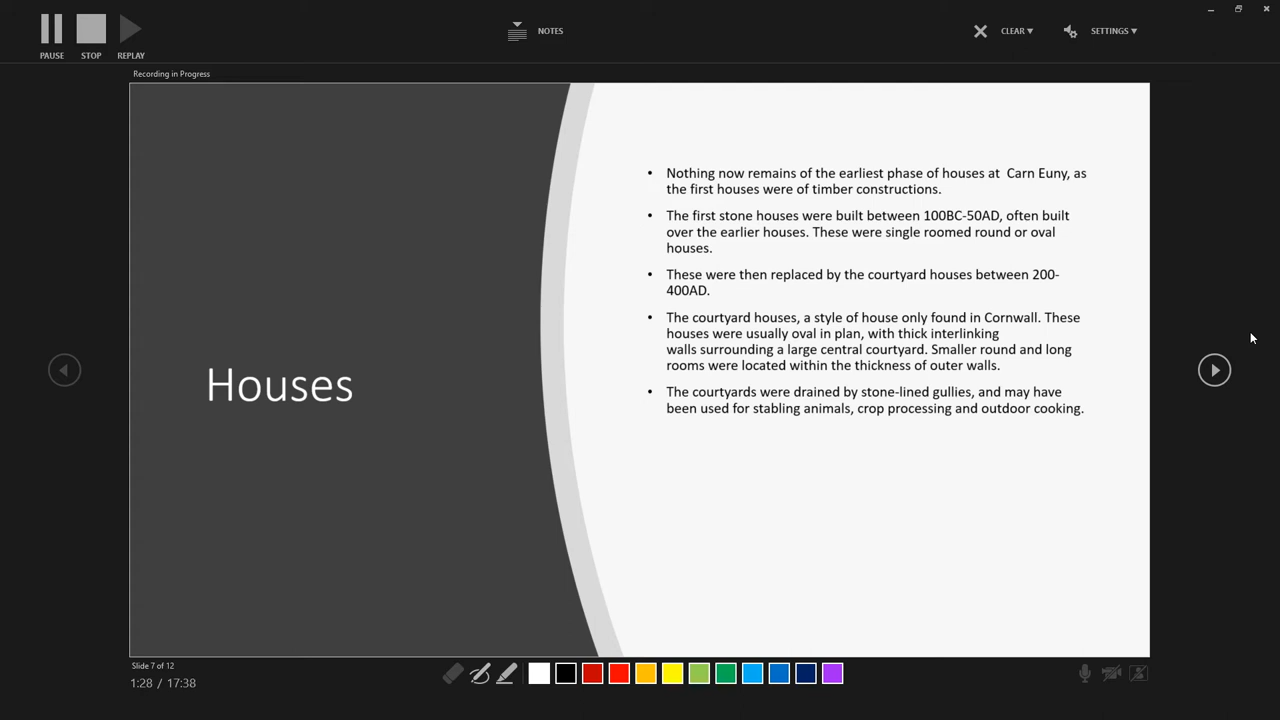 PAUSE STOP REPLAY NOTES CLEAR SETTINGS
Recording in Progress
Houses
• Nothing now remains of the earliest phase of houses at  Carn Euny, as
the first houses were of timber constructions.
• The first stone houses were built between 100BC-50AD, often built
over the earlier houses. These were single roomed round or oval
houses.
• These were then replaced by the courtyard houses between 200-
400AD.
• The courtyard houses, a style of house only found in Cornwall. These
houses were usually oval in plan, with thick interlinking
walls surrounding a large central courtyard. Smaller round and long
rooms were located within the thickness of outer walls.
• The courtyards were drained by stone-lined gullies, and may have
been used for stabling animals, crop processing and outdoor cooking.
Slide 7 of 12
1:28 / 17:38